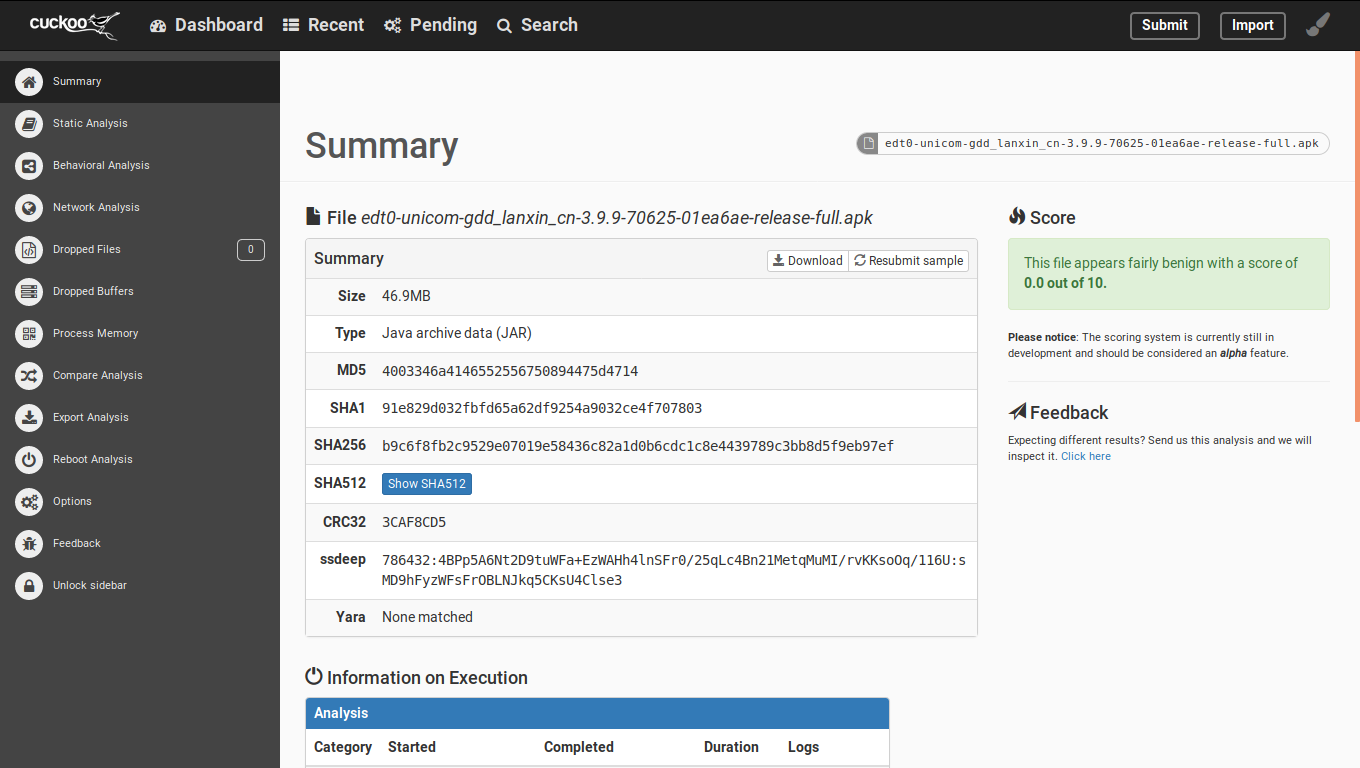 cuckoo Dashboard Recent Pending Search Submit Import
Summary
Static Analysis
Behavioral Analysis
Network Analysis
Dropped Files 0
Dropped Buffers
Process Memory
Compare Analysis
Export Analysis
Reboot Analysis
Options
Feedback
Unlock sidebar
Summary
edt0-unicom-gdd_lanxin_cn-3.9.9-70625-01ea6ae-release-full.apk
File edt0-unicom-gdd_lanxin_cn-3.9.9-70625-01ea6ae-release-full.apk
Summary Download Resubmit sample
Size 46.9MB
Type Java archive data (JAR)
MD5 4003346a4146552556750894475d4714
SHA1 91e829d032fbfd65a62df9254a9032ce4f707803
SHA256 b9c6f8fb2c9529e07019e58436c82a1d0b6cdc1c8e4439789c3bb8d5f9eb97ef
SHA512 Show SHA512
CRC32 3CAF8CD5
ssdeep 786432:4BPp5A6Nt2D9tuWFa+EzWAHh4lnSFr0/25qLc4Bn21MetqMuMI/rvKKsoOq/116U:s
MD9hFyzWFsFrOBLNJkq5CKsU4Clse3
Yara None matched
Score
This file appears fairly benign with a score of
0.0 out of 10.
Please notice: The scoring system is currently still in
development and should be considered an alpha feature.
Feedback
Expecting different results? Send us this analysis and we will
inspect it. Click here
Information on Execution
Analysis
Category Started Completed Duration Logs